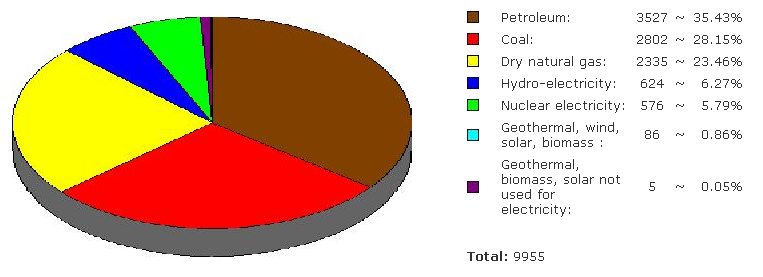 Petroleum: 3527 ~ 35.43%
Coal: 2802 ~ 28.15%
Dry natural gas: 2335 ~ 23.46%
Hydro-electricity: 624 ~ 6.27%
Nuclear electricity: 576 ~ 5.79%
Geothermal, wind,
solar, biomass : 86 ~ 0.86%
Geothermal,
biomass, solar not
used for
electricity: 5 ~ 0.05%
Total: 9955